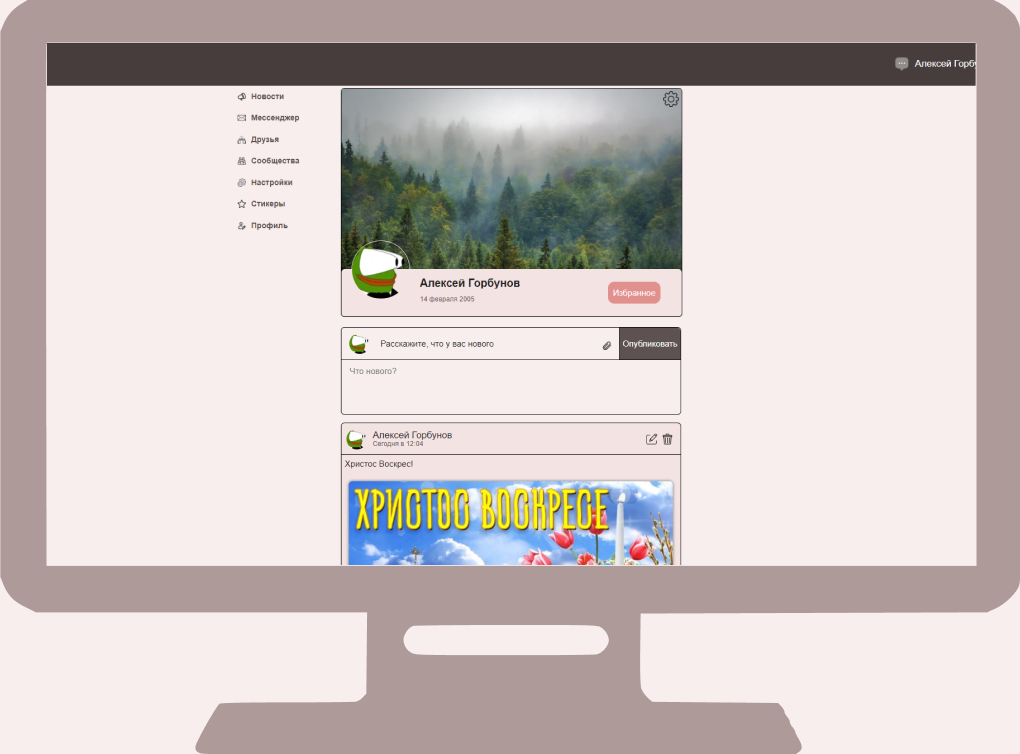 Алексей Горбу
Новости
Мессенджер
Друзья
Сообщества
Настройки
Стикеры
Профиль
Алексей Горбунов
14 февраля 2005
Избранное
Расскажите, что у вас нового
Опубликовать
Что нового?
Алексей Горбунов
Сегодня в 12:04
Христос Воскрес!
ХРИСТОС ВОСКРЕСЕ